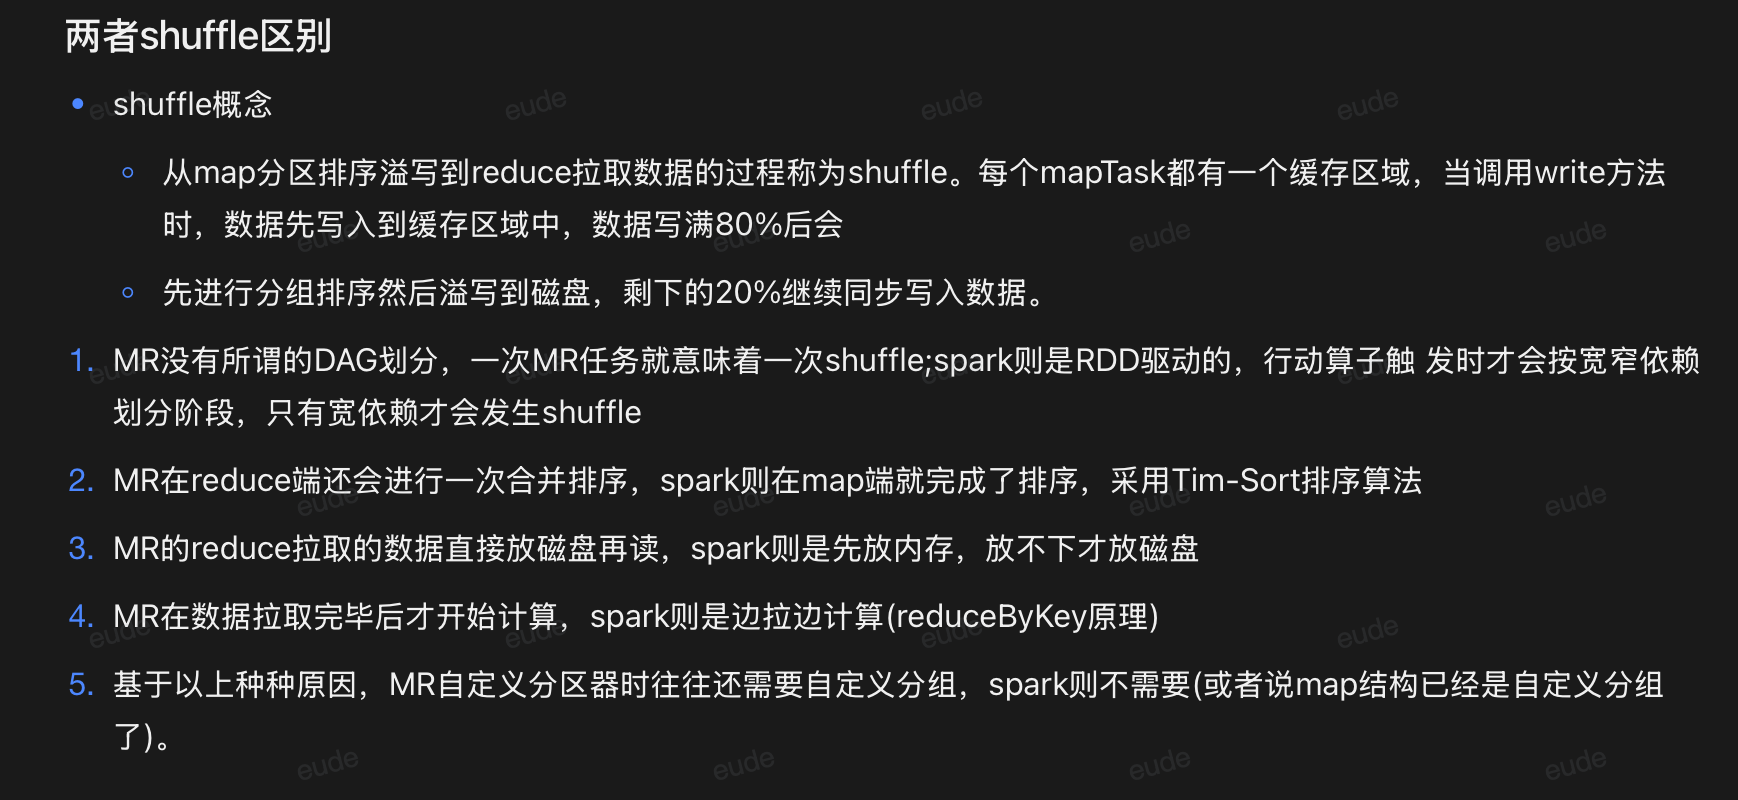 两者shuffle区别
shuffle概念
从map分区排序溢写到reduce拉取数据的过程称为shuffle。每个mapTask都有一个缓存区域，当调用write方法
时，数据先写入到缓存区域中，数据写满80%后会
先进行分组排序然后溢写到磁盘，剩下的20%继续同步写入数据。
1. MR没有所谓的DAG划分，一次MR任务就意味着一次shuffle;spark则是RDD驱动的，行动算子触 发时才会按宽窄依赖
划分阶段，只有宽依赖才会发生shuffle
2. MR在reduce端还会进行一次合并排序，spark则在map端就完成了排序，采用Tim-Sort排序算法
3. MR的reduce拉取的数据直接放磁盘再读，spark则是先放内存，放不下才放磁盘
4. MR在数据拉取完毕后才开始计算，spark则是边拉边计算(reduceByKey原理)
5. 基于以上种种原因，MR自定义分区器时往往还需要自定义分组，spark则不需要(或者说map结构已经是自定义分组
了)。
eude eude eude eude
eude eude eude eude
eude eude eude eude
eude eude eude eude
eude eude eude eude
eude eude eude eude